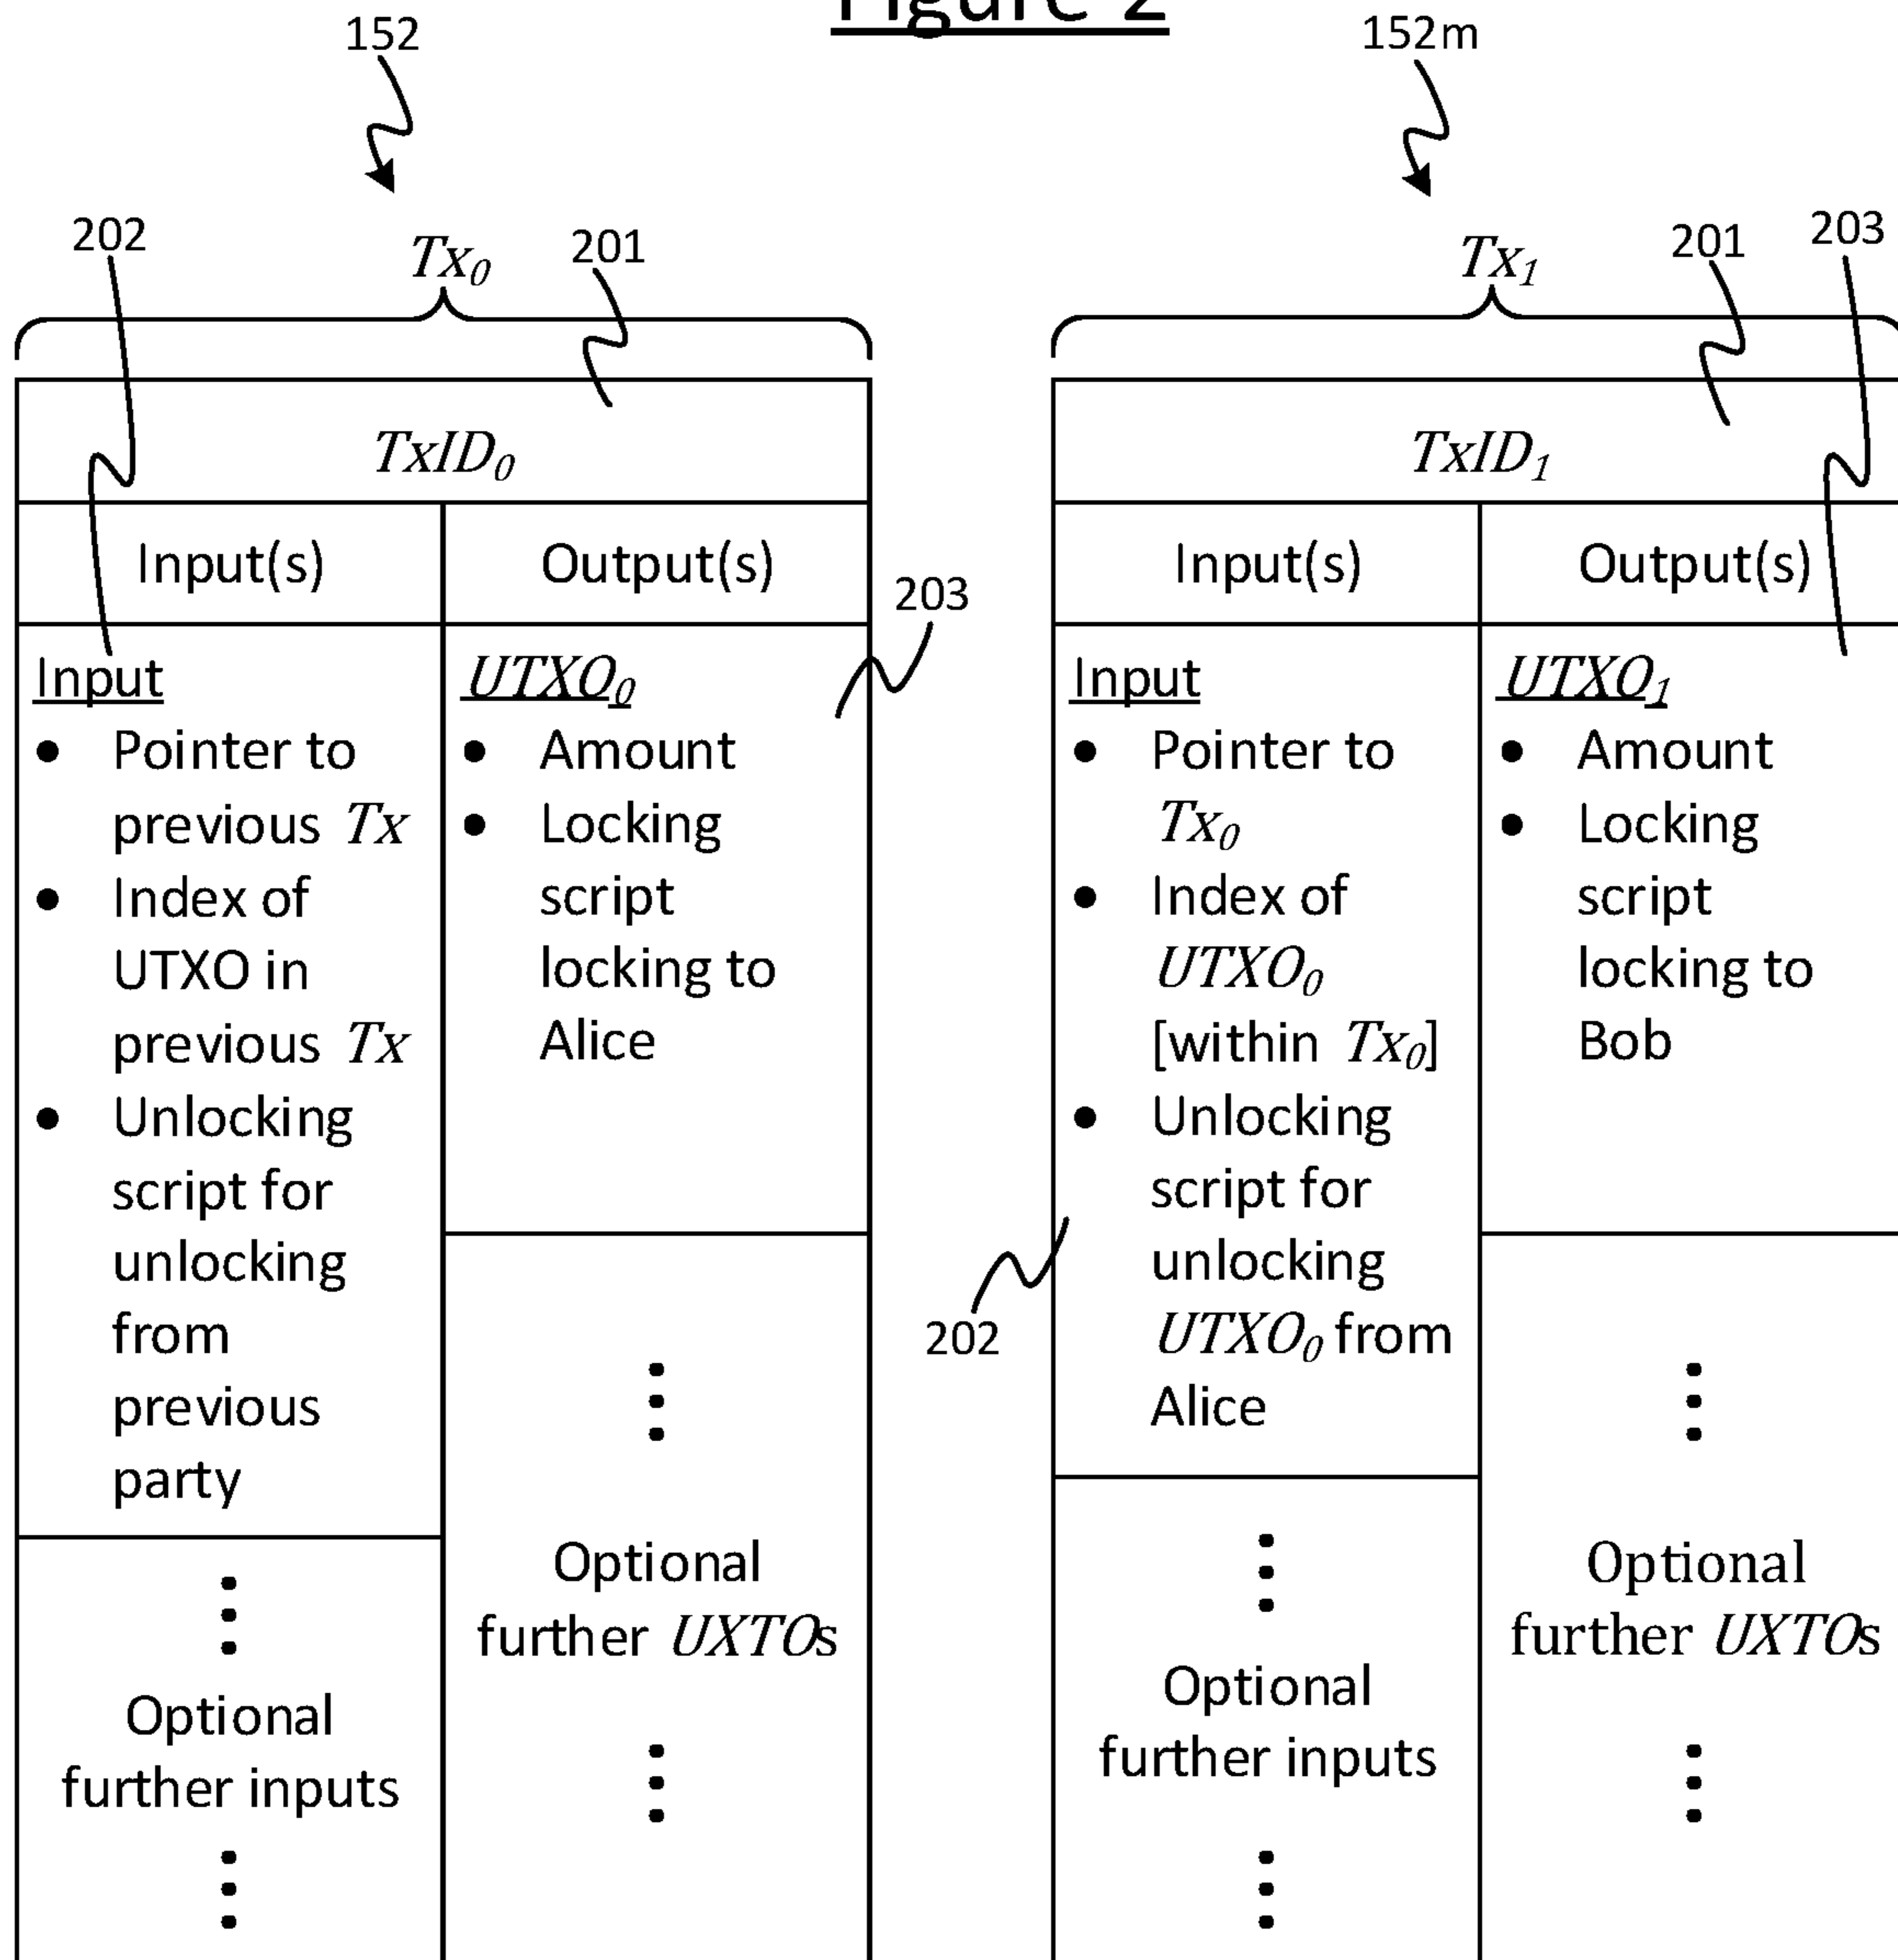 Figure 2
152
152m
202
Tx0
201
Tx1
201
203
TxID0
Input(s)
Output(s)
203
Input
Pointer to
previous Tx
Index of
UTXO in
previous Tx
Unlocking
script for
unlocking
from
previous
party
Optional
further inputs
UTXO0
Amount
Locking
script
locking to
Alice
Optional
further UXTOs
TxID1
Input(s)
Output(s)
Input
Pointer to
Tx0
Index of
UTXO0
[within Tx0]
Unlocking
script for
unlocking
UTXO0 from
Alice
202
Optional
further inputs
UTXO1
Amount
Locking
script
locking to
Bob
Optional
further UXTOs